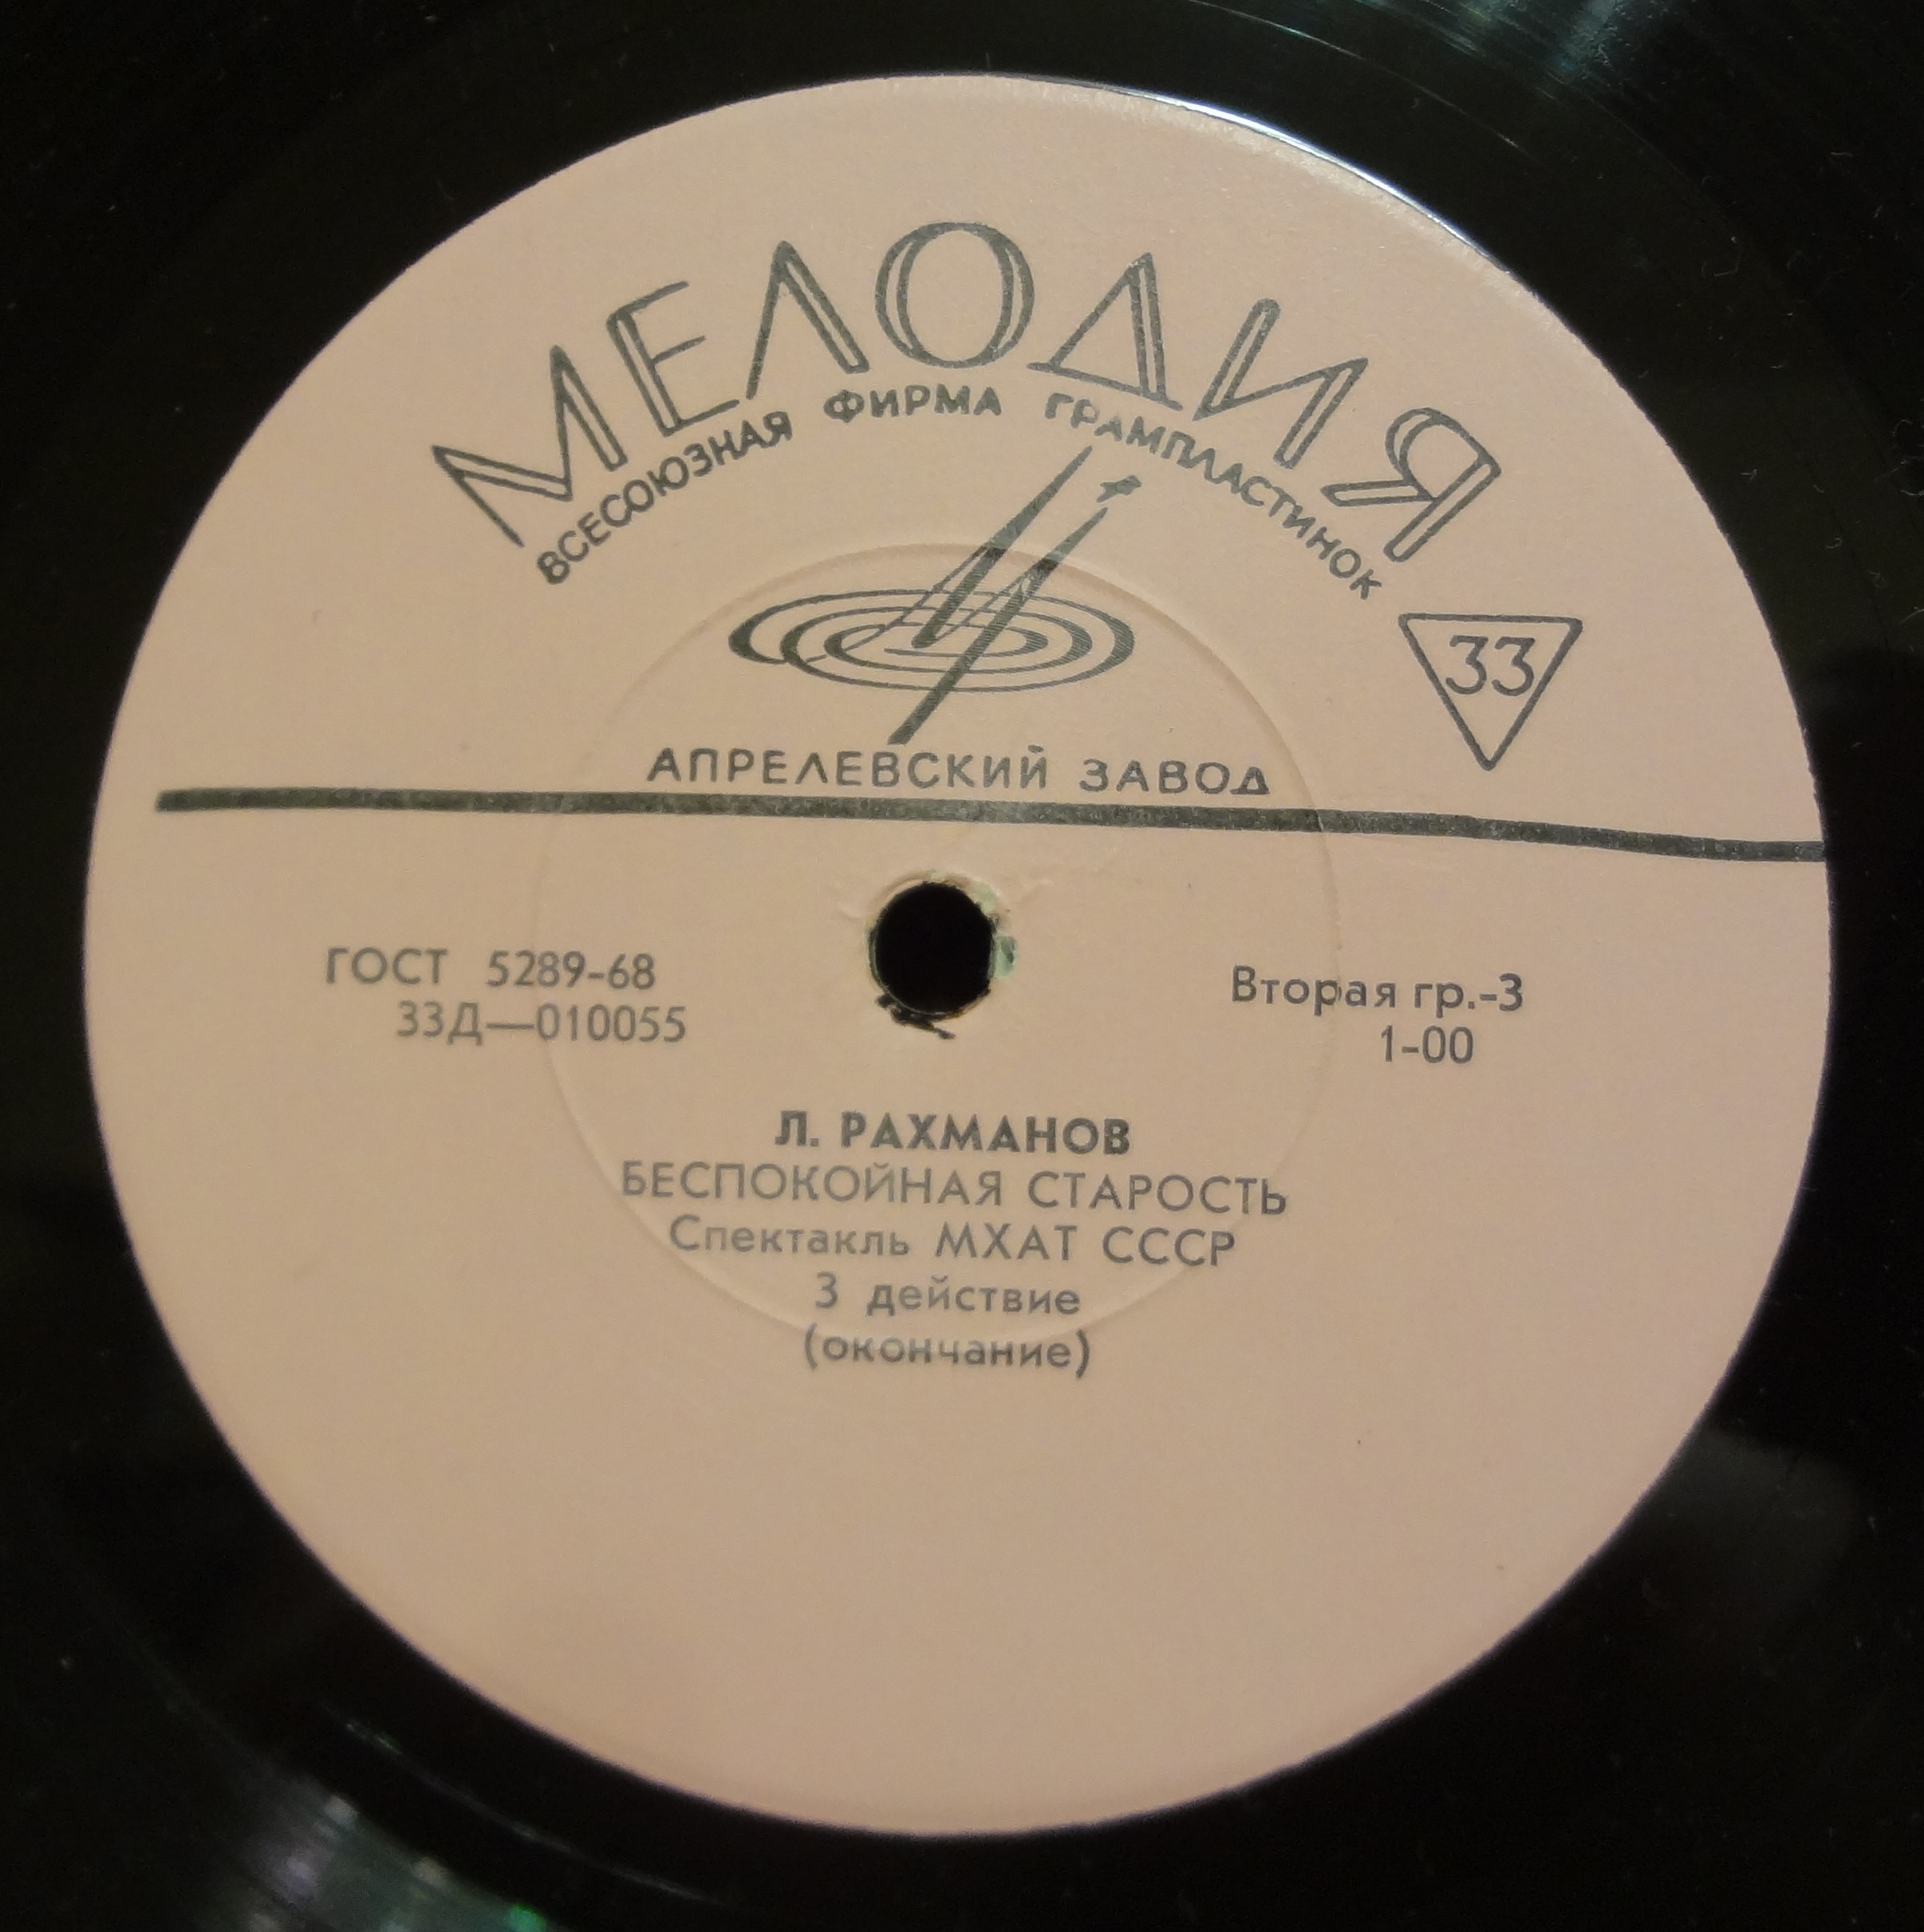 МЕЛОДИЯ
ВСЕСОЮЗНАЯ ФИРМА ГРАМПЛАСТИНОК
33
АПРЕЛЕВСКИЙ ЗАВОД
ГОСТ 5289-68
33Д—010055
Вторая гр.-3
1-00
Л. РАХМАНОВ
БЕСПОКОЙНАЯ СТАРОСТЬ
Спектакль МХАТ СССР
3 действие
(окончание)